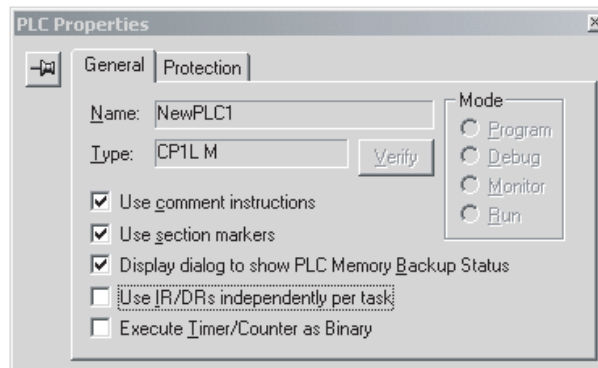 PLC Properties
General Protection
Name: NewPLC1
Type: CP1L M Verify
Mode
Program
Debug
Monitor
Run
Use comment instructions
Use section markers
Display dialog to show PLC Memory Backup Status
Use IR/DRs independently per task
Execute Timer/Counter as Binary